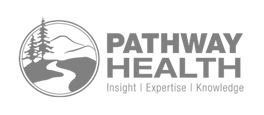 PATHWAY
HEALTH
Insight | Expertise | Knowledge